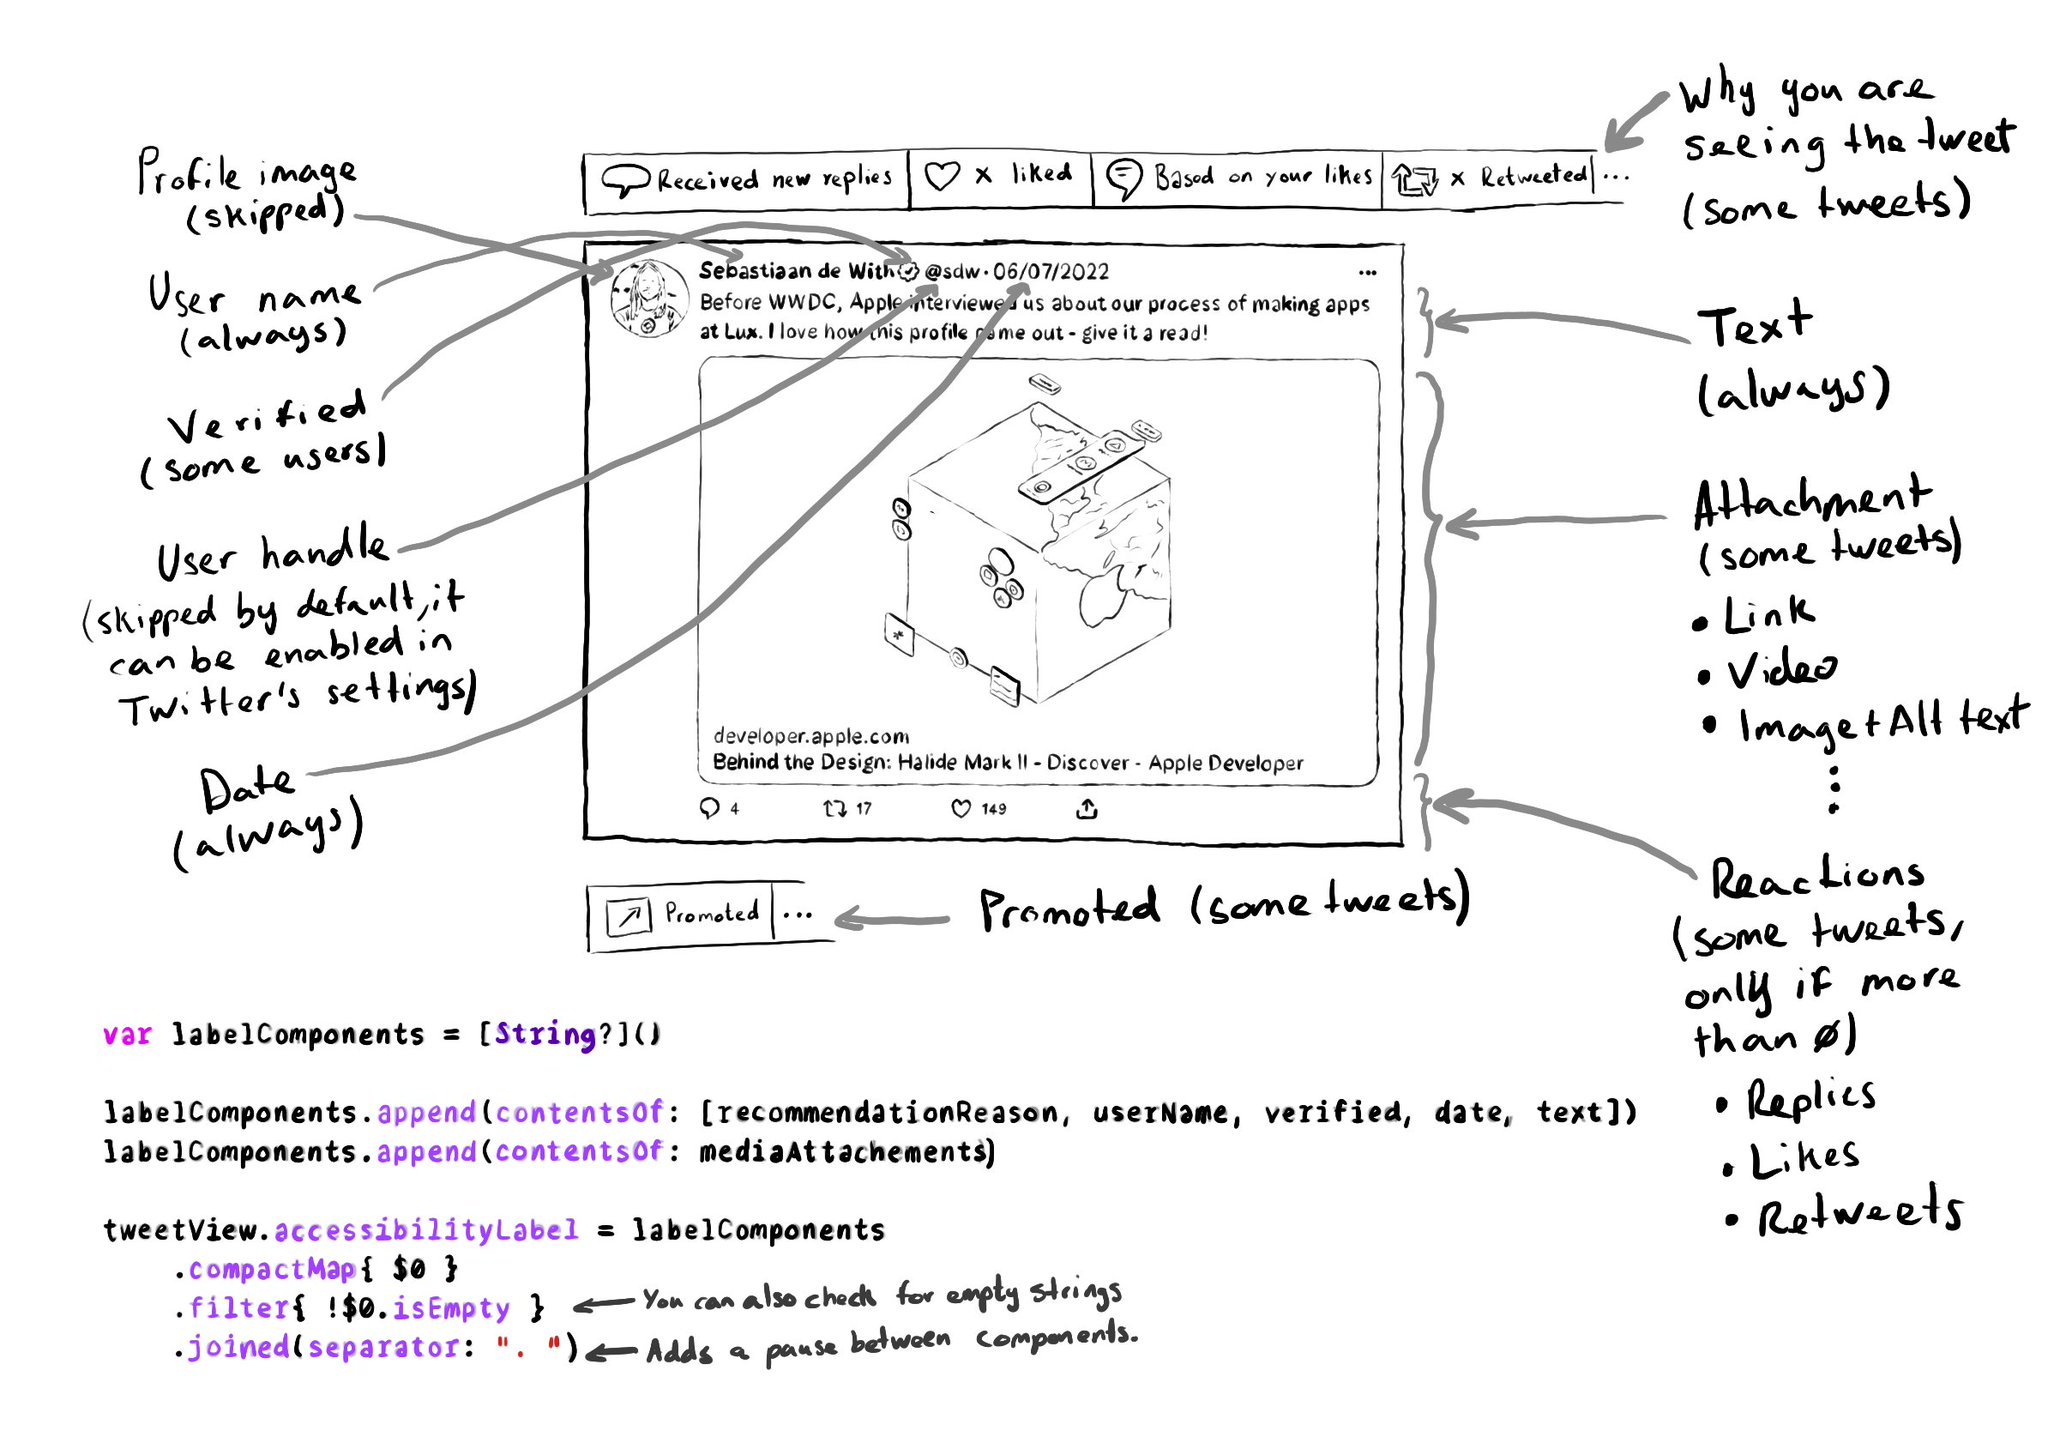 Why you are
seeing the tweet
(some tweets)
Received new replies
x liked
Based on your likes
x Retweeted
...
Profile image
(skipped)
User name
(always)
Verified
(some users)
User handle
(skipped by default, it
can be enabled in
Twitter's settings)
Date
(always)
Sebastiaan de With @sdw · 06/07/2022
...
Before WWDC, Apple interviewed us about our process of making apps
at Lux. I love how this profile came out - give it a read!
developer.apple.com
Behind the Design: Halide Mark II - Discover - Apple Developer
4
17
149
Text
(always)
Attachment
(some tweets)
• Link
• Video
• Image + Alt text
Reactions
(some tweets,
only if more
than 0)
• Replies
• Likes
• Retweets
Promoted
...
Promoted (some tweets)
var labelComponents = [String?]()
labelComponents.append(contentsOf: [recommendationReason, userName, verified, date, text])
labelComponents.append(contentsOf: mediaAttachements)
tweetView.accessibilityLabel = labelComponents
.compactMap{ $0 }
.filter{ !$0.isEmpty }
You can also check for empty strings
.joined(separator: ". ")
Adds a pause between components.